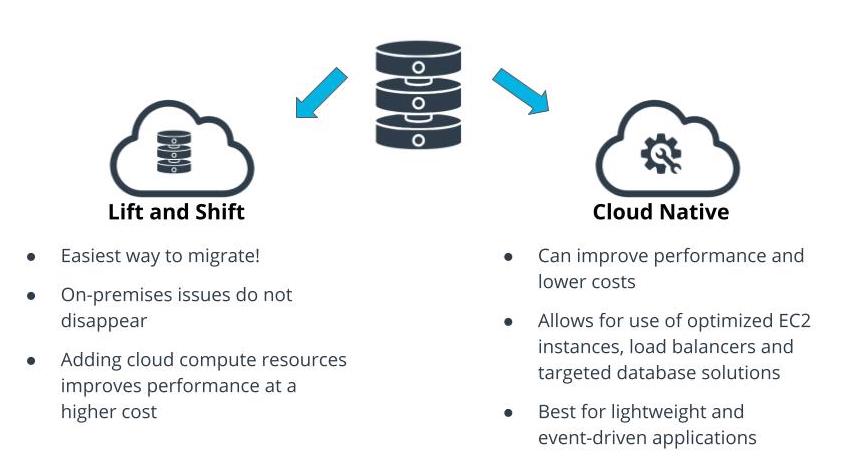 Lift and Shift
● Easiest way to migrate!
● On-premises issues do not
disappear
● Adding cloud compute resources
improves performance at a
higher cost
Cloud Native
● Can improve performance and
lower costs
● Allows for use of optimized EC2
instances, load balancers and
targeted database solutions
● Best for lightweight and
event-driven applications